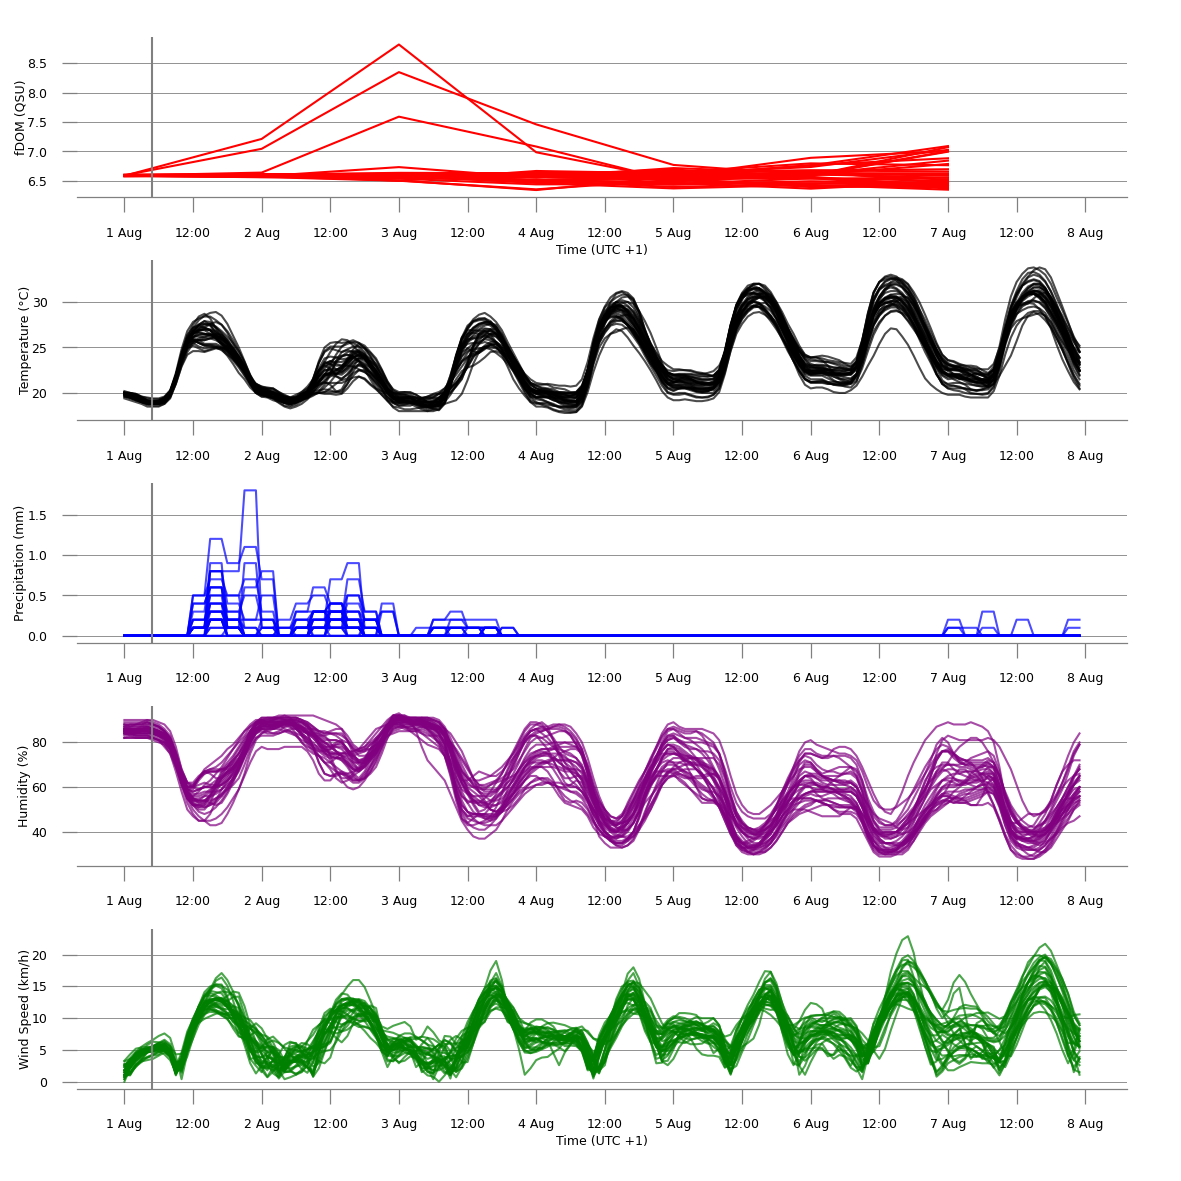 fDOM (QSU)
8.5
8.0
7.5
7.0
6.5
1 Aug 12:00 2 Aug 12:00 3 Aug 12:00 4 Aug 12:00 5 Aug 12:00 6 Aug 12:00 7 Aug 12:00 8 Aug
Time (UTC +1)
Temperature (°C)
30
25
20
1 Aug 12:00 2 Aug 12:00 3 Aug 12:00 4 Aug 12:00 5 Aug 12:00 6 Aug 12:00 7 Aug 12:00 8 Aug
Precipitation (mm)
1.5
1.0
0.5
0.0
1 Aug 12:00 2 Aug 12:00 3 Aug 12:00 4 Aug 12:00 5 Aug 12:00 6 Aug 12:00 7 Aug 12:00 8 Aug
Humidity (%)
80
60
40
1 Aug 12:00 2 Aug 12:00 3 Aug 12:00 4 Aug 12:00 5 Aug 12:00 6 Aug 12:00 7 Aug 12:00 8 Aug
Wind Speed (km/h)
20
15
10
5
0
1 Aug 12:00 2 Aug 12:00 3 Aug 12:00 4 Aug 12:00 5 Aug 12:00 6 Aug 12:00 7 Aug 12:00 8 Aug
Time (UTC +1)